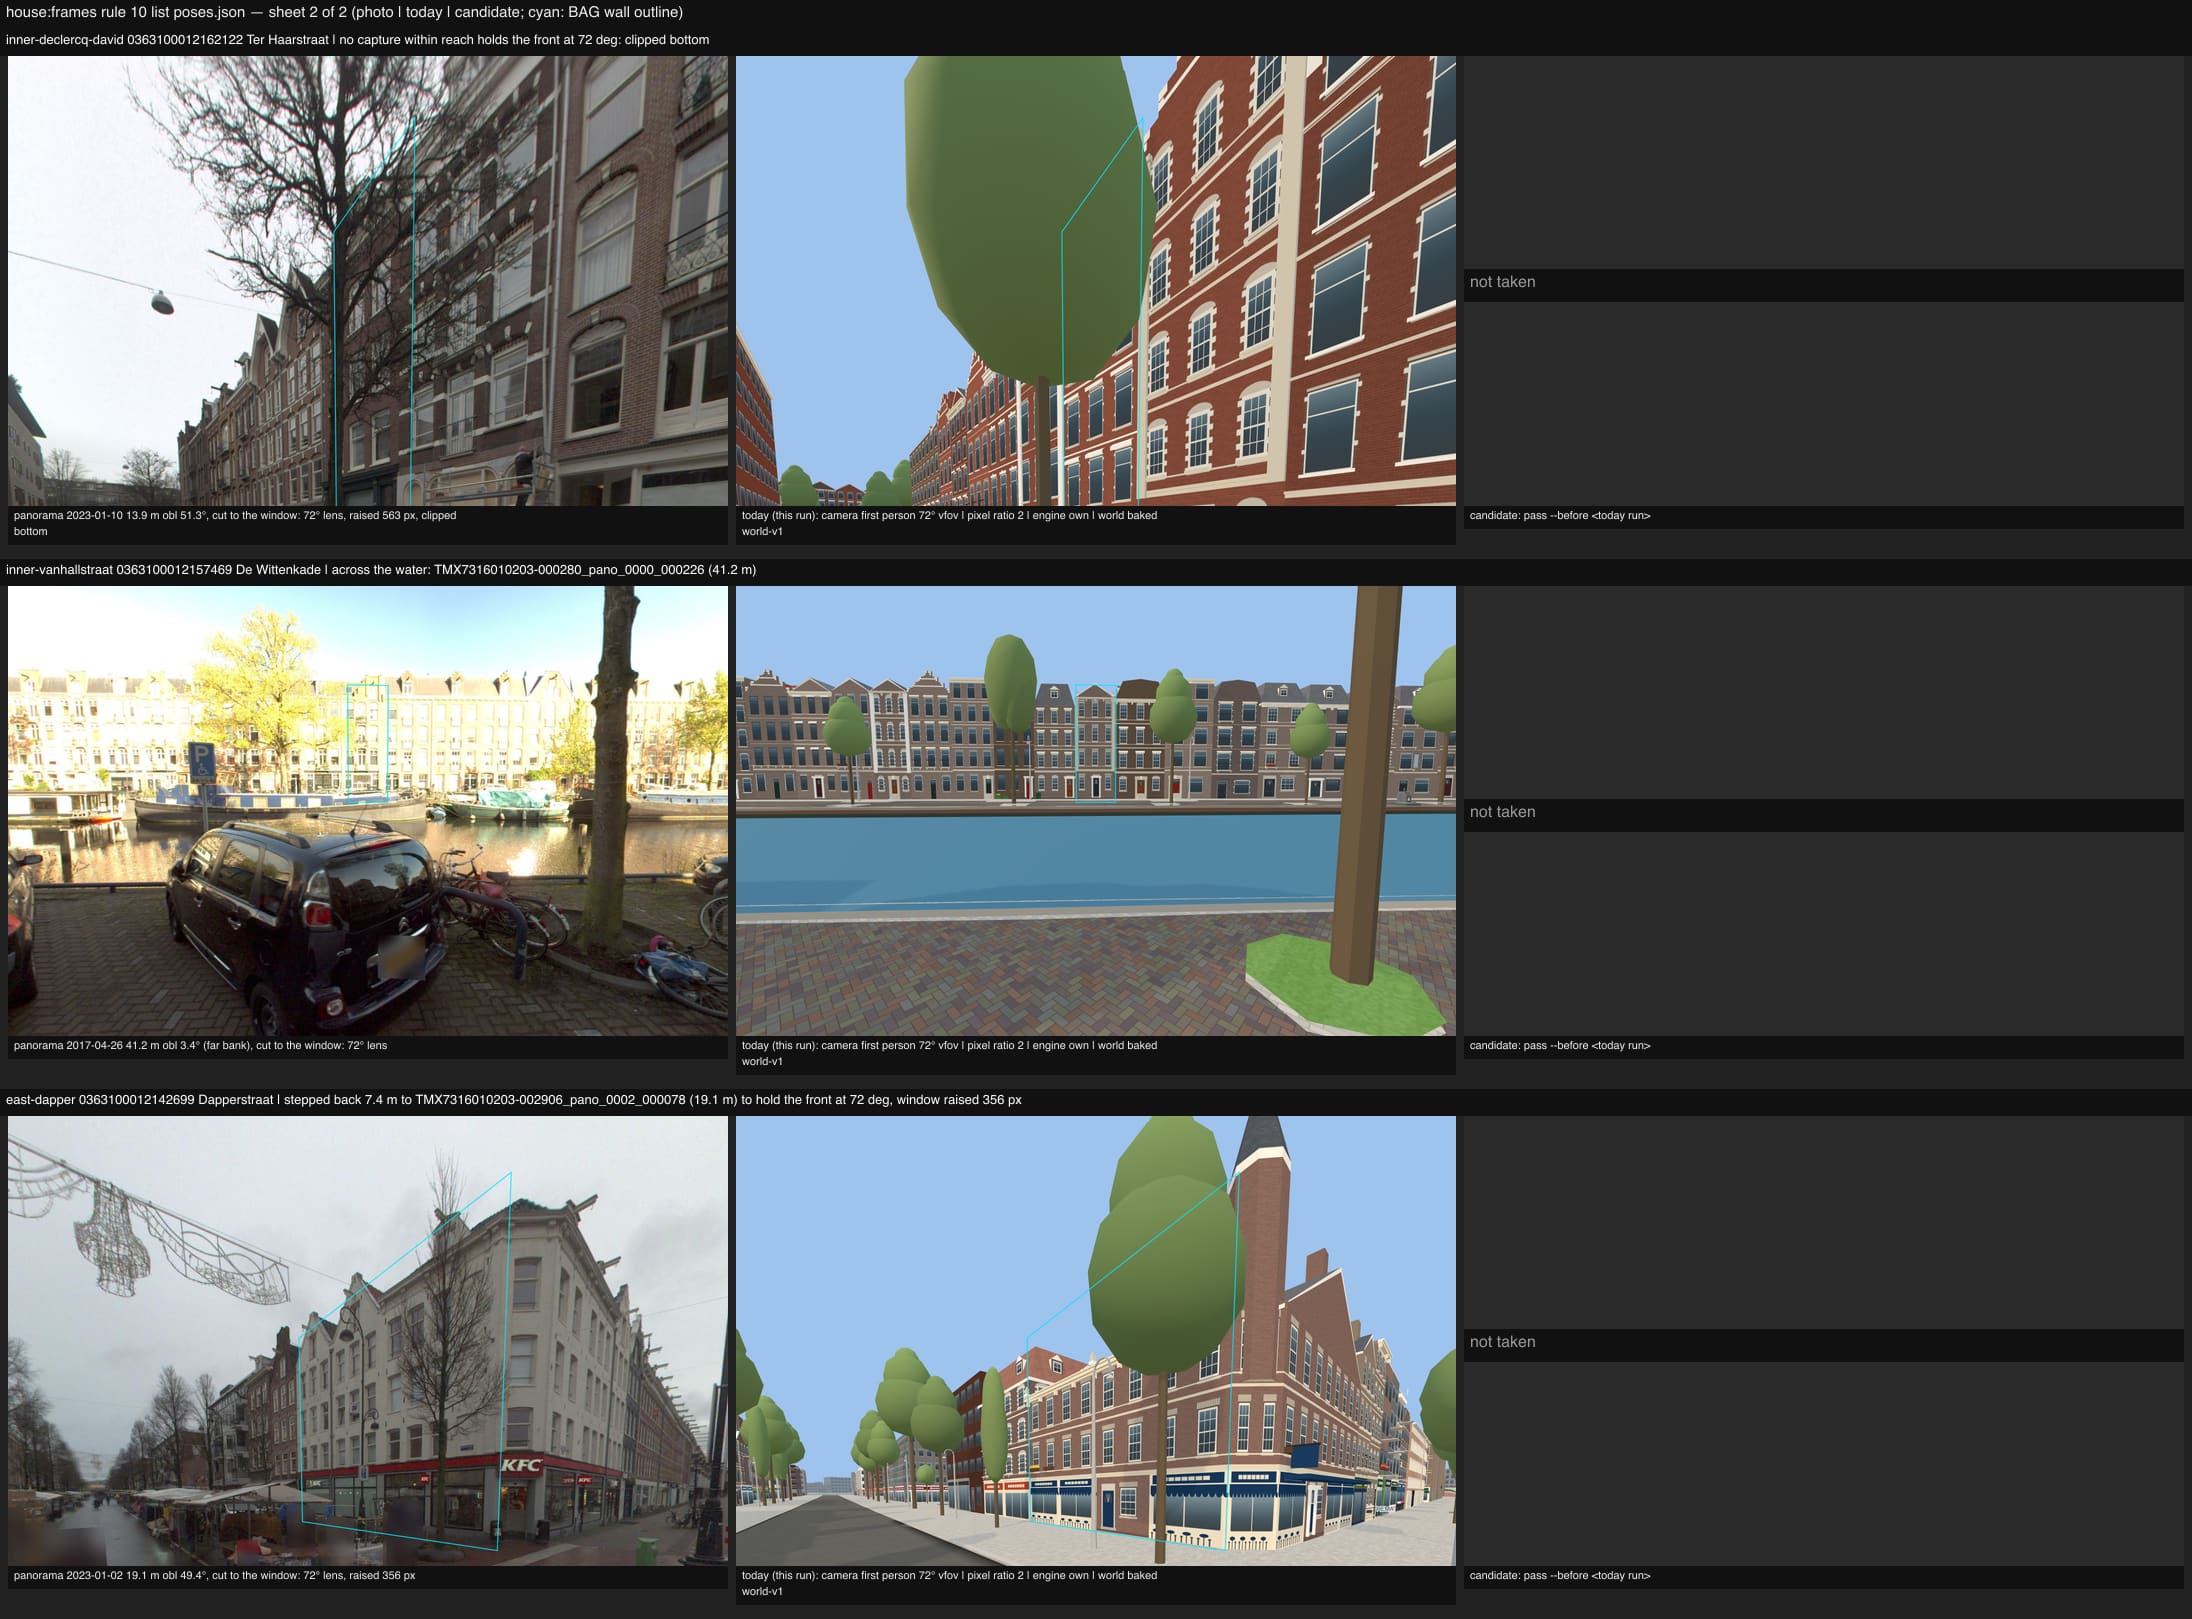 house:frames rule 10 list poses.json — sheet 2 of 2 (photo | today | candidate; cyan: BAG wall outline)
inner-declercq-david 0363100012162122 Ter Haarstraat | no capture within reach holds the front at 72 deg: clipped bottom
not taken
panorama 2023-01-10 13.9 m obl 51.3°, cut to the window: 72° lens, raised 563 px, clipped
bottom
today (this run): camera first person 72° vfov | pixel ratio 2 | engine own | world baked
world-v1
candidate: pass --before <today run>
inner-vanhallstraat 0363100012157469 De Wittenkade | across the water: TMX7316010203-000280_pano_0000_000226 (41.2 m)
P
not taken
panorama 2017-04-26 41.2 m obl 3.4° (far bank), cut to the window: 72° lens
today (this run): camera first person 72° vfov | pixel ratio 2 | engine own | world baked
world-v1
candidate: pass --before <today run>
east-dapper 0363100012142699 Dapperstraat | stepped back 7.4 m to TMX7316010203-002906_pano_0002_000078 (19.1 m) to hold the front at 72 deg, window raised 356 px
KFC
not taken
panorama 2023-01-02 19.1 m obl 49.4°, cut to the window: 72° lens, raised 356 px
today (this run): camera first person 72° vfov | pixel ratio 2 | engine own | world baked
world-v1
candidate: pass --before <today run>